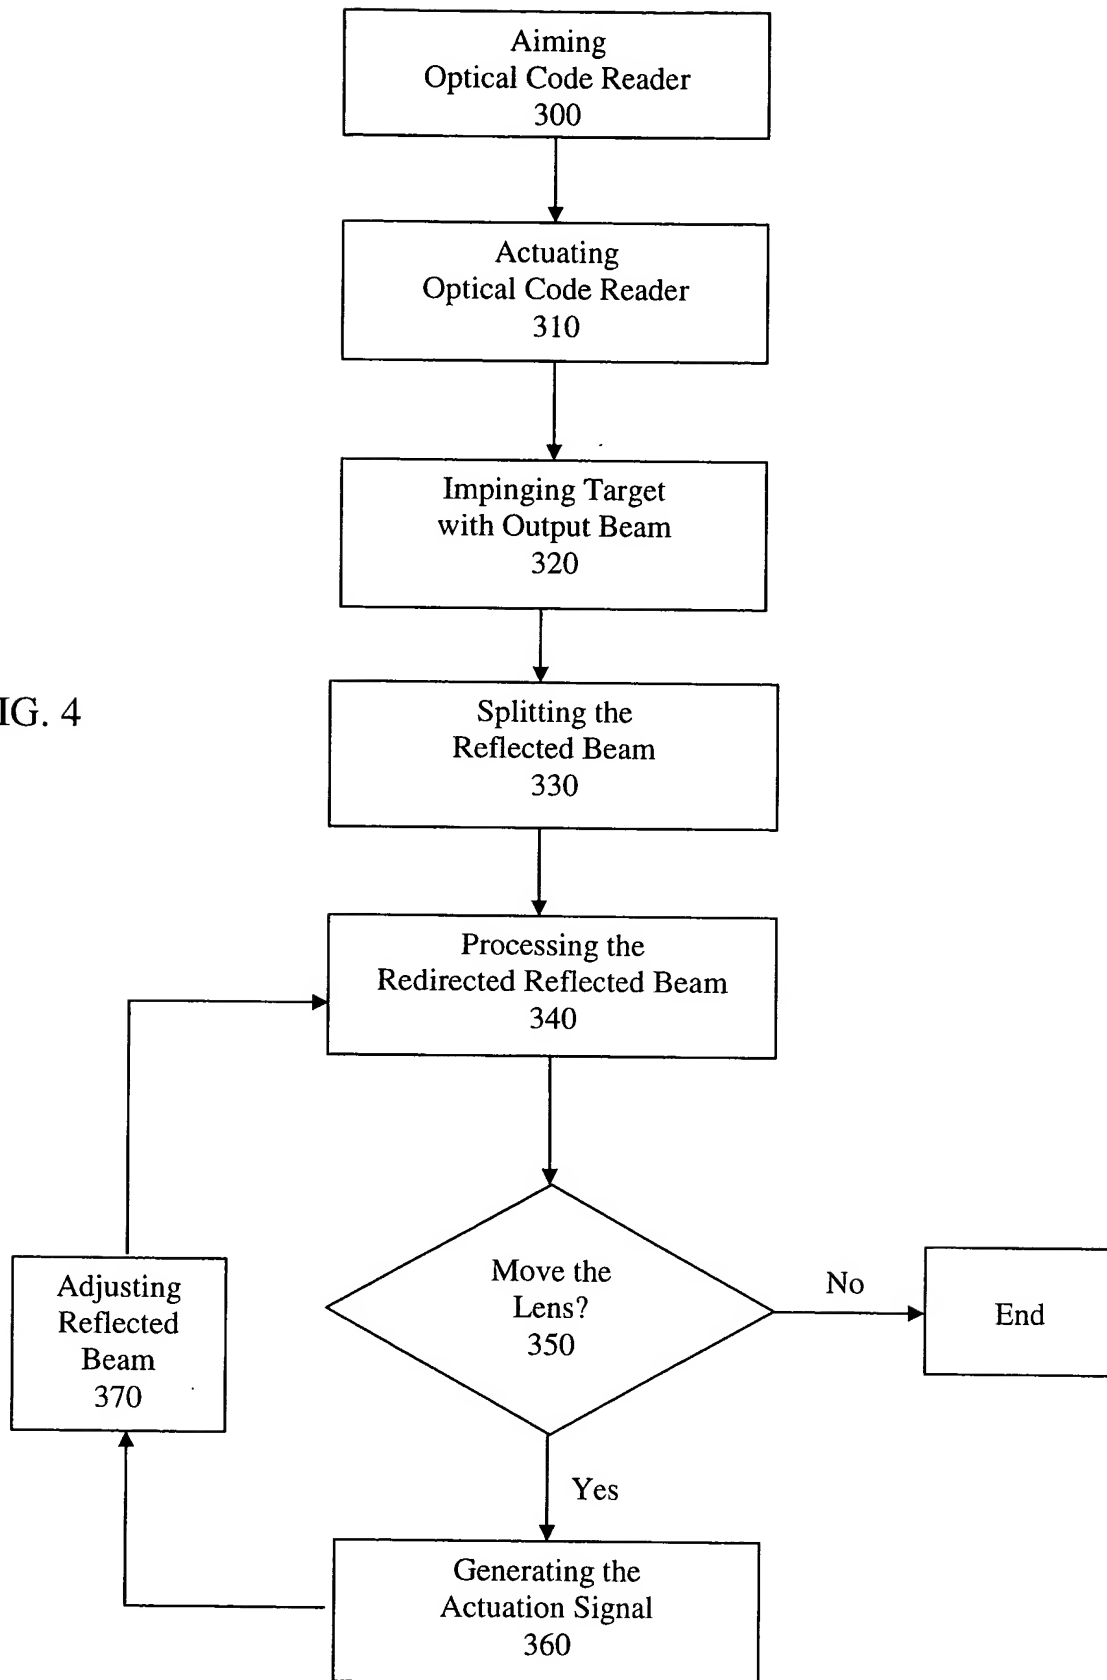 Aiming
Optical Code Reader
300
Actuating
Optical Code Reader
310
Impinging Target
with Output Beam
320
IG. 4
Splitting the
Reflected Beam
330
Processing the
Redirected Reflected Beam
340
Move the
Lens?
350
No
End
Adjusting
Reflected
Beam
370
Yes
Generating the
Actuation Signal
360